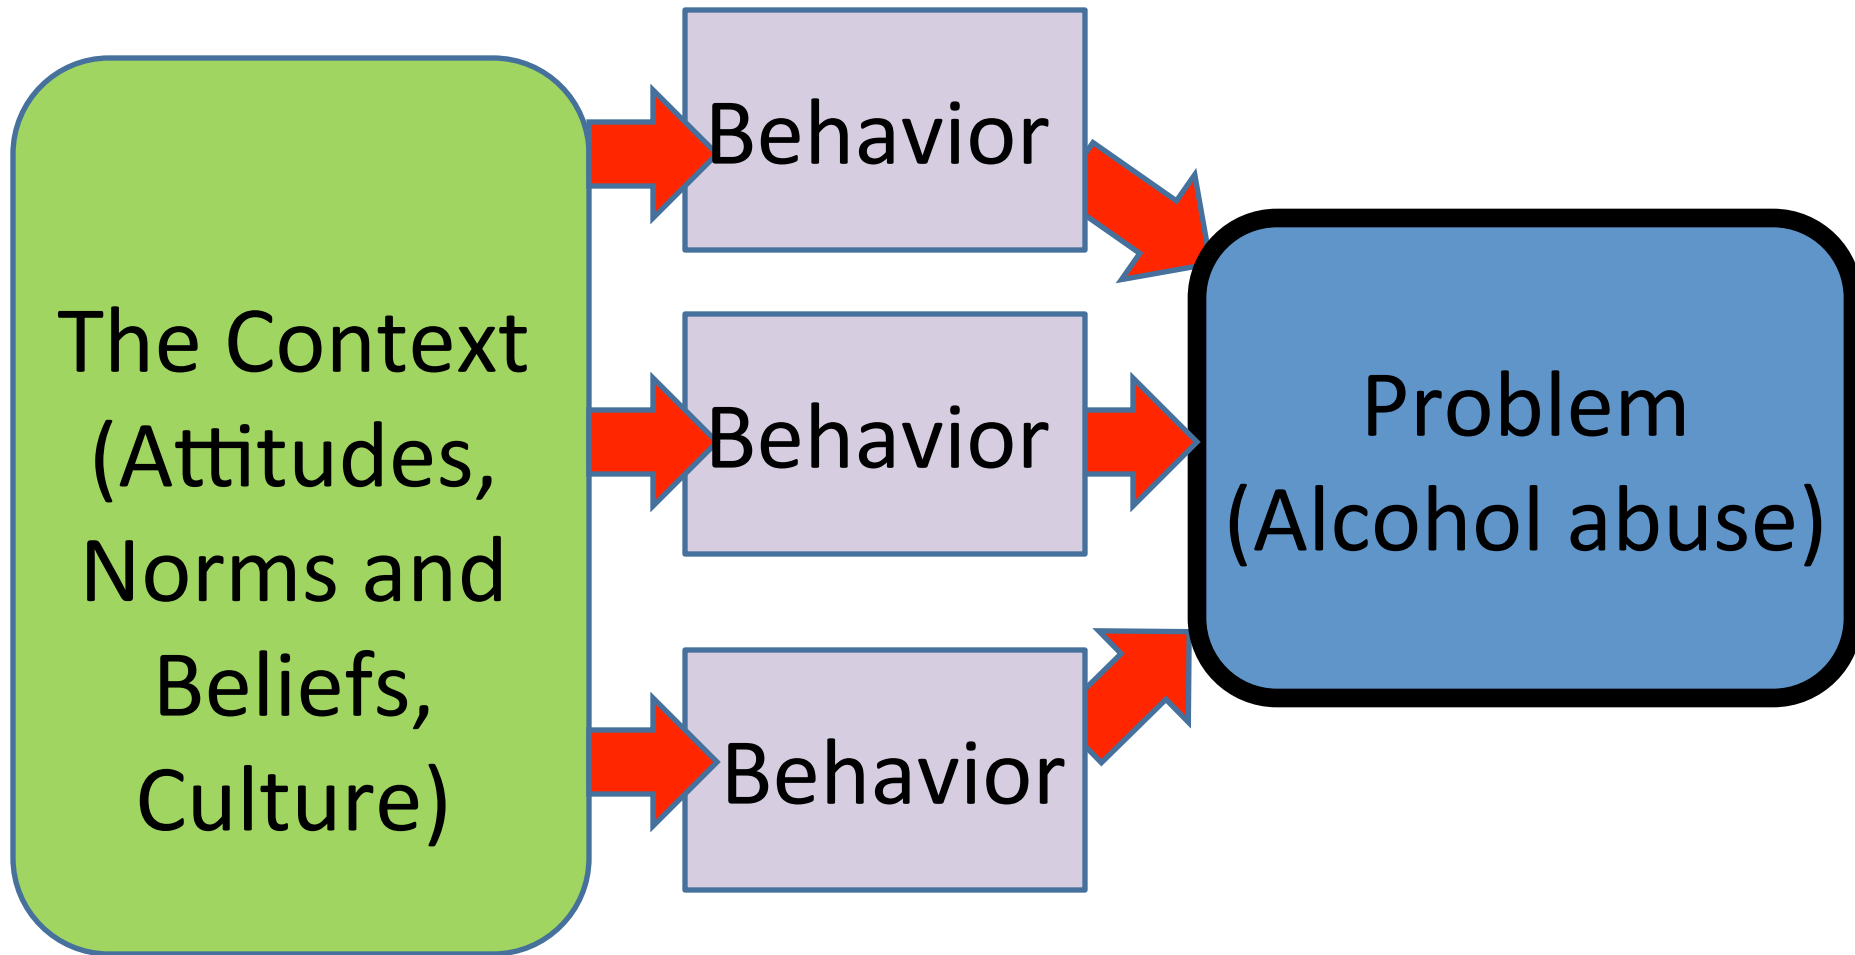 The Context
(Attitudes,
Norms and
Beliefs,
Culture)
Behavior
Behavior
Behavior
Problem
(Alcohol abuse)